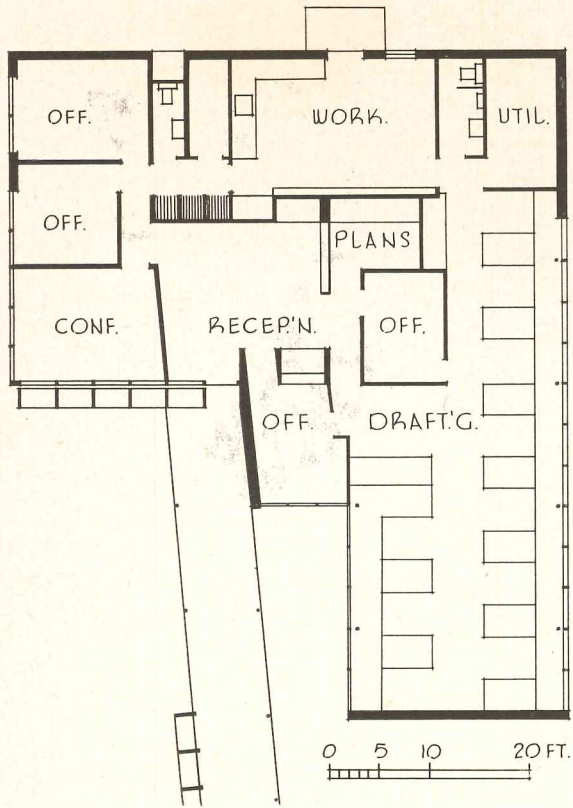 OFF.
WORK.
UTIL.
OFF.
PLANS
CONF.
RECEP.'N.
OFF.
OFF.
DRAFT.'G.
0 5 10 20 FT.